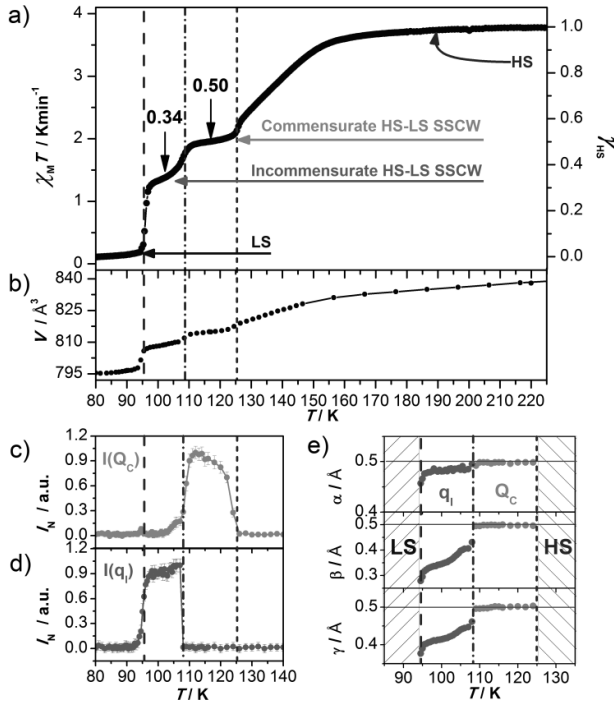 a)
4
3
2
1
0
χM T / Kmin-1
0.34
0.50
HS
Commensurate HS-LS SSCW
Incommensurate HS-LS SSCW
LS
1.0
0.8
0.6
0.4
0.2
0.0
γHS
b)
840
825
810
795
V / Å3
80 90 100 110 120 130 140 150 160 170 180 190 200 210 220
T / K
c)
1.2
0.9
0.6
0.3
0.0
IN / a.u.
I(QC)
d)
1.2
0.9
0.6
0.3
0.0
IN / a.u.
I(qI)
80 90 100 110 120 130 140
T / K
e)
0.5
0.4
α / Å
qI
QC
0.5
0.4
0.3
β / Å
LS
HS
0.5
0.4
γ / Å
90 100 110 120 130
T / K